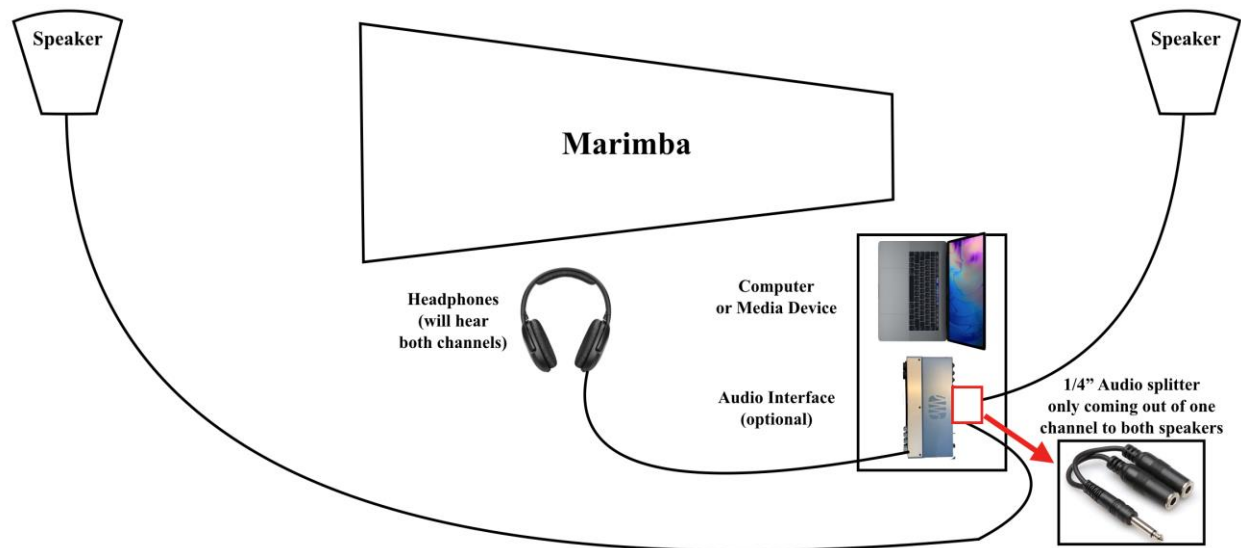 Speaker
Speaker
Marimba
Headphones
(will hear
both channels)
Computer
or Media Device
Audio Interface
(optional)
1/4” Audio splitter
only coming out of one
channel to both speakers